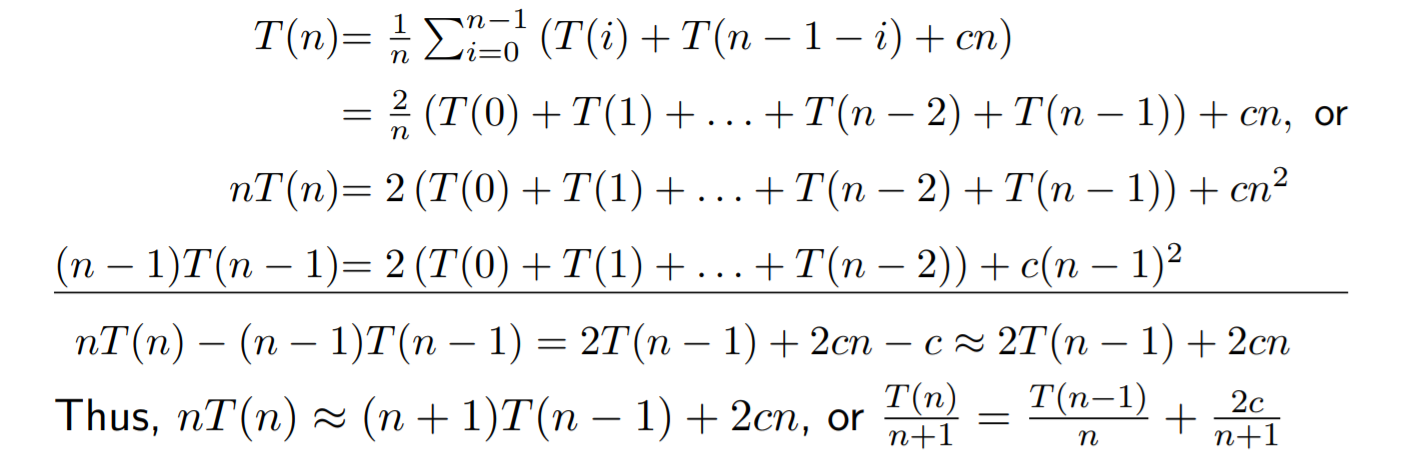 T(n)= 1/n ∑_{i=0}^{n−1} (T(i) + T(n − 1 − i) + cn)
= 2/n (T(0) + T(1) + . . . + T(n − 2) + T(n − 1)) + cn, or
nT(n)= 2 (T(0) + T(1) + . . . + T(n − 2) + T(n − 1)) + cn²
(n − 1)T(n − 1)= 2 (T(0) + T(1) + . . . + T(n − 2)) + c(n − 1)²
nT(n) − (n − 1)T(n − 1) = 2T(n − 1) + 2cn − c ≈ 2T(n − 1) + 2cn
Thus, nT(n) ≈ (n + 1)T(n − 1) + 2cn, or T(n)/n+1 = T(n−1)/n + 2c/n+1